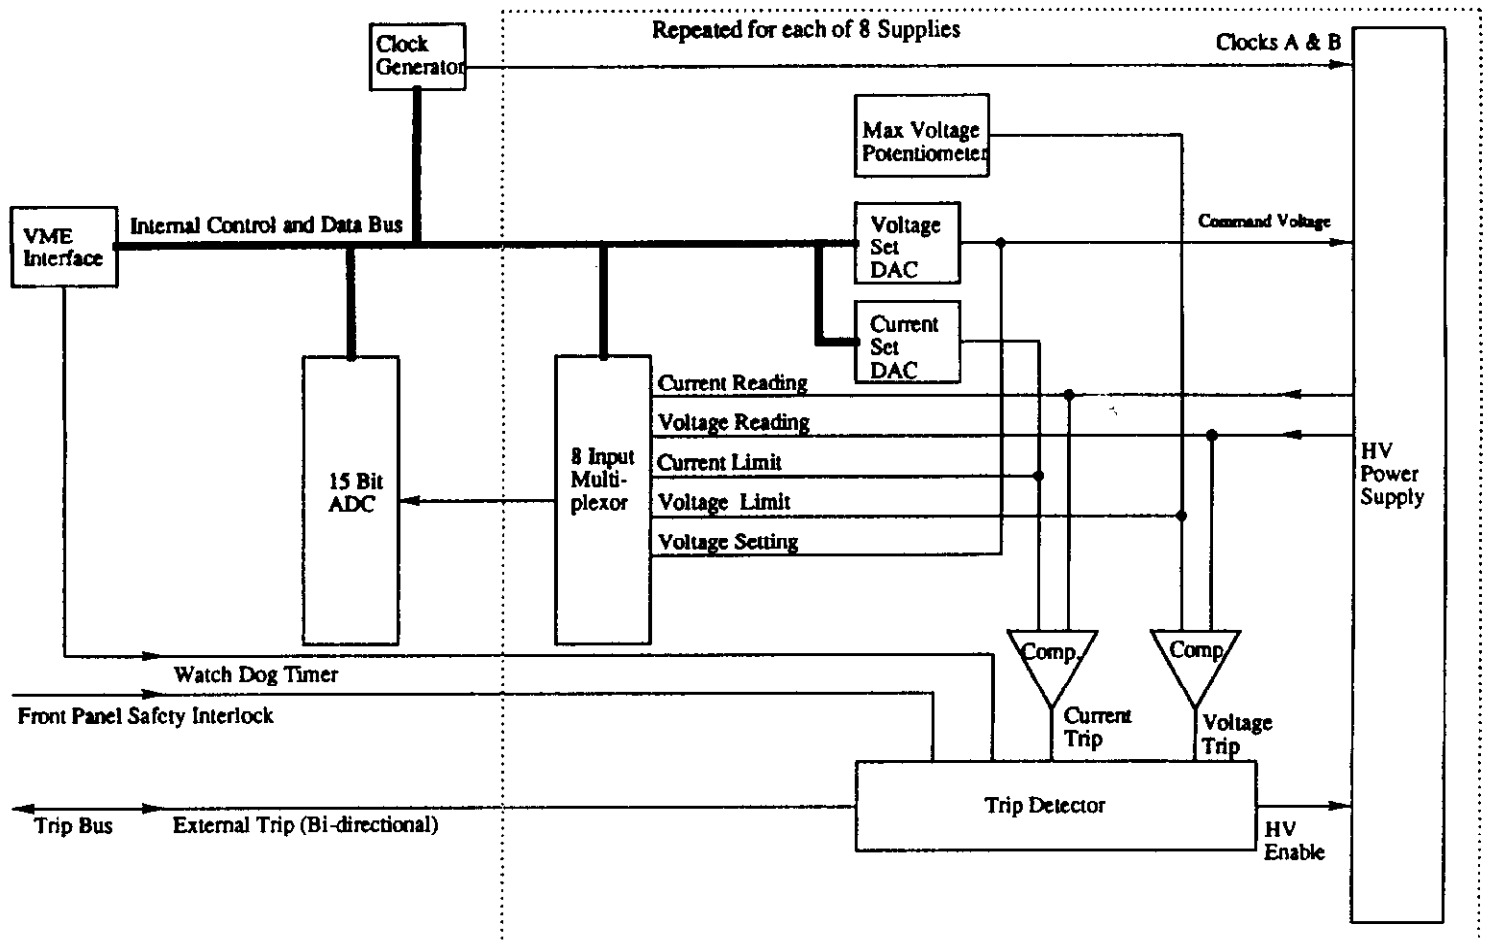 Repeated for each of 8 Supplies
Clock
Generator
Clocks A & B
Max Voltage
Potentiometer
VME
Interface
Internal Control and Data Bus
Voltage
Set
DAC
Command Voltage
Current
Set
DAC
Current Reading
Voltage Reading
Current Limit
Voltage Limit
Voltage Setting
15 Bit
ADC
8 Input
Multi-
plexor
HV
Power
Supply
Comp.
Comp.
Watch Dog Timer
Front Panel Safety Interlock
Current
Trip
Voltage
Trip
Trip Detector
Trip Bus
External Trip (Bi-directional)
HV
Enable